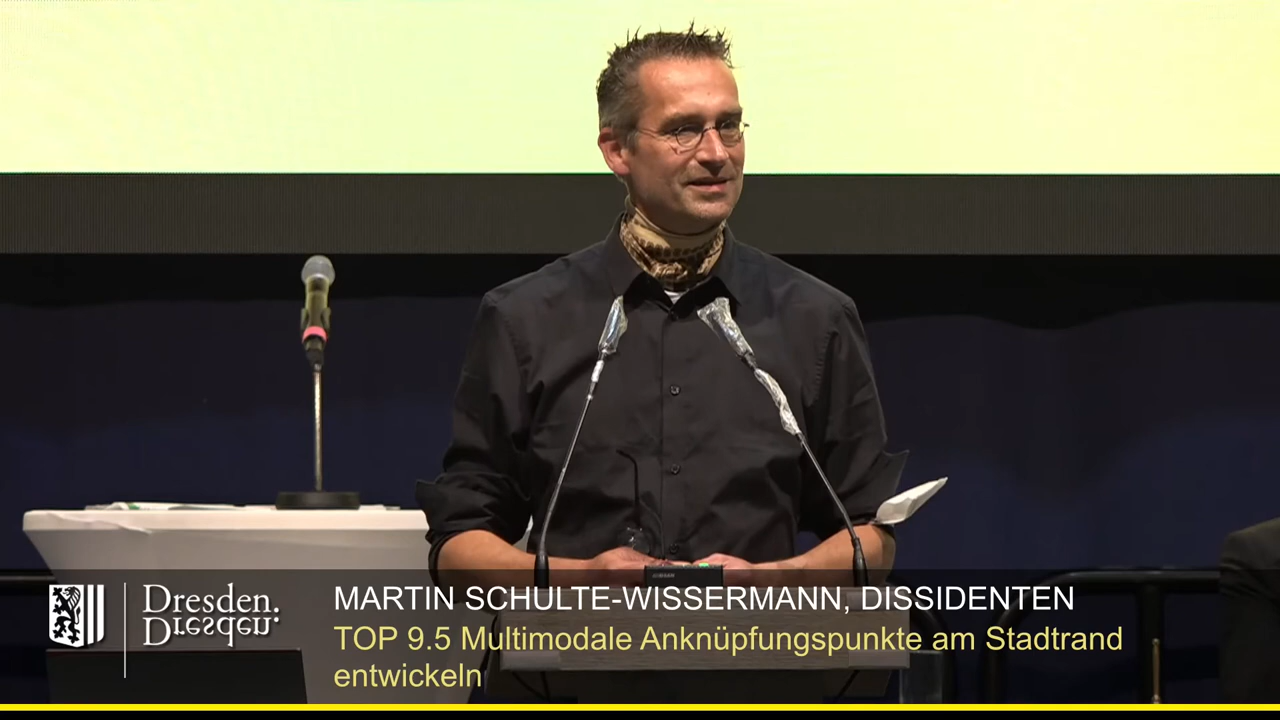 Dresden.
Dresden.
MARTIN SCHULTE-WISSERMANN, DISSIDENTEN
TOP 9.5 Multimodale Anknüpfungspunkte am Stadtrand
entwickeln